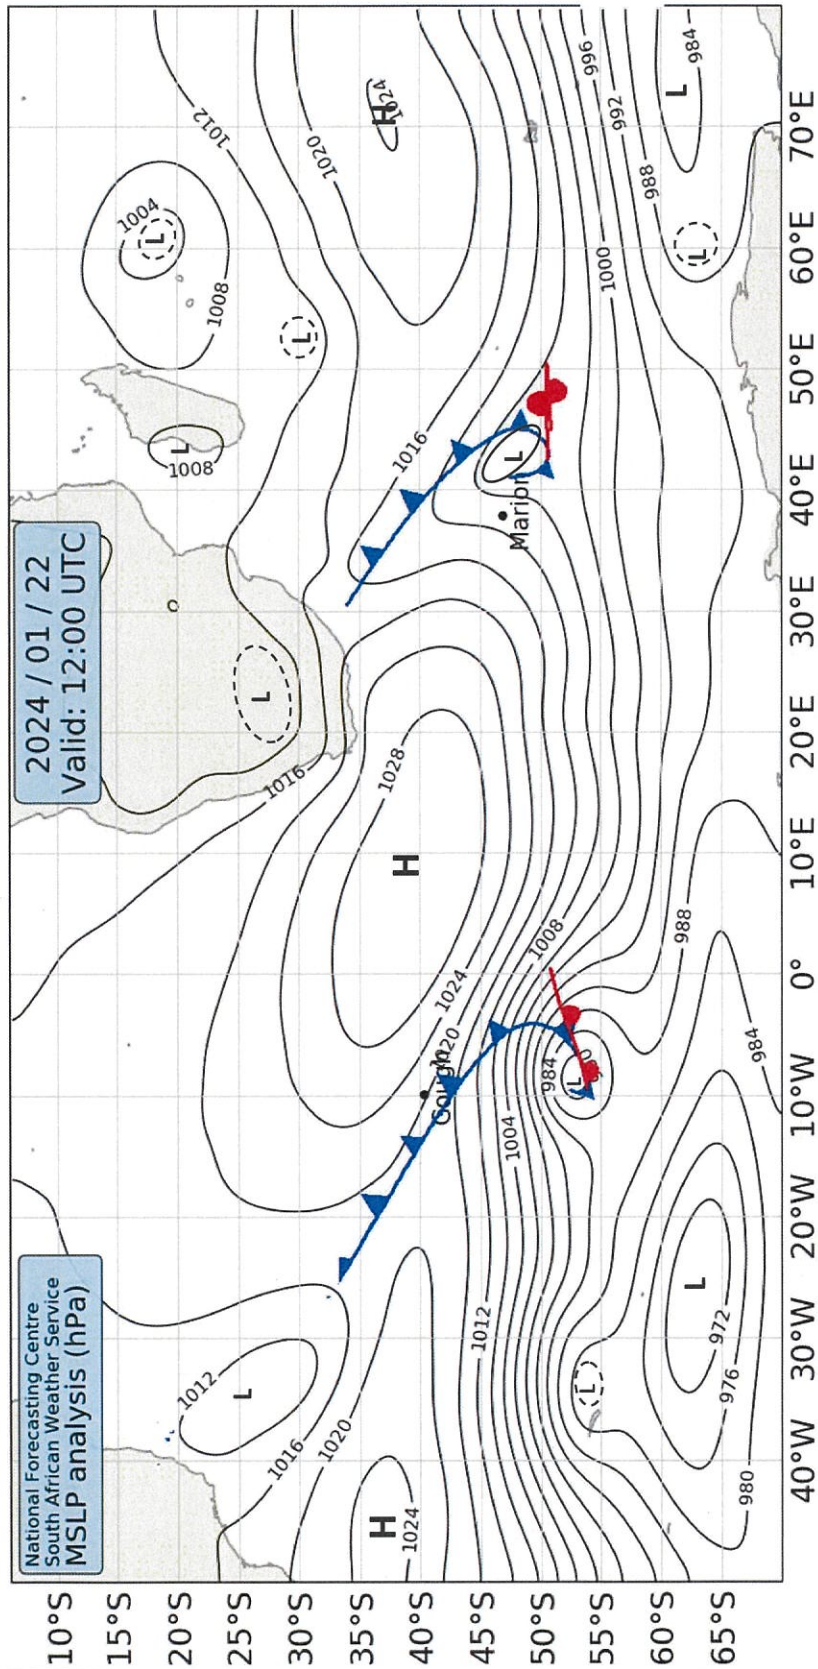 National Forecasting Centre
South African Weather Service
MSLP analysis (hPa)
2024 / 01 / 22
Valid: 12:00 UTC
10°S
15°S
20°S
25°S
30°S
35°S
40°S
45°S
50°S
55°S
60°S
65°S
1012
L
1016
1020
H
1024
1012
L
972
976
980
L
1004
984
L
Gough
1020
1024
1008
984
988
H
1028
1016
L
L
1008
Marion
L
1016
L
1004
L
1008
L
1000
988
992
996
L
984
1012
1020
H
1024
40°W
30°W
20°W
10°W
0°
10°E
20°E
30°E
40°E
50°E
60°E
70°E